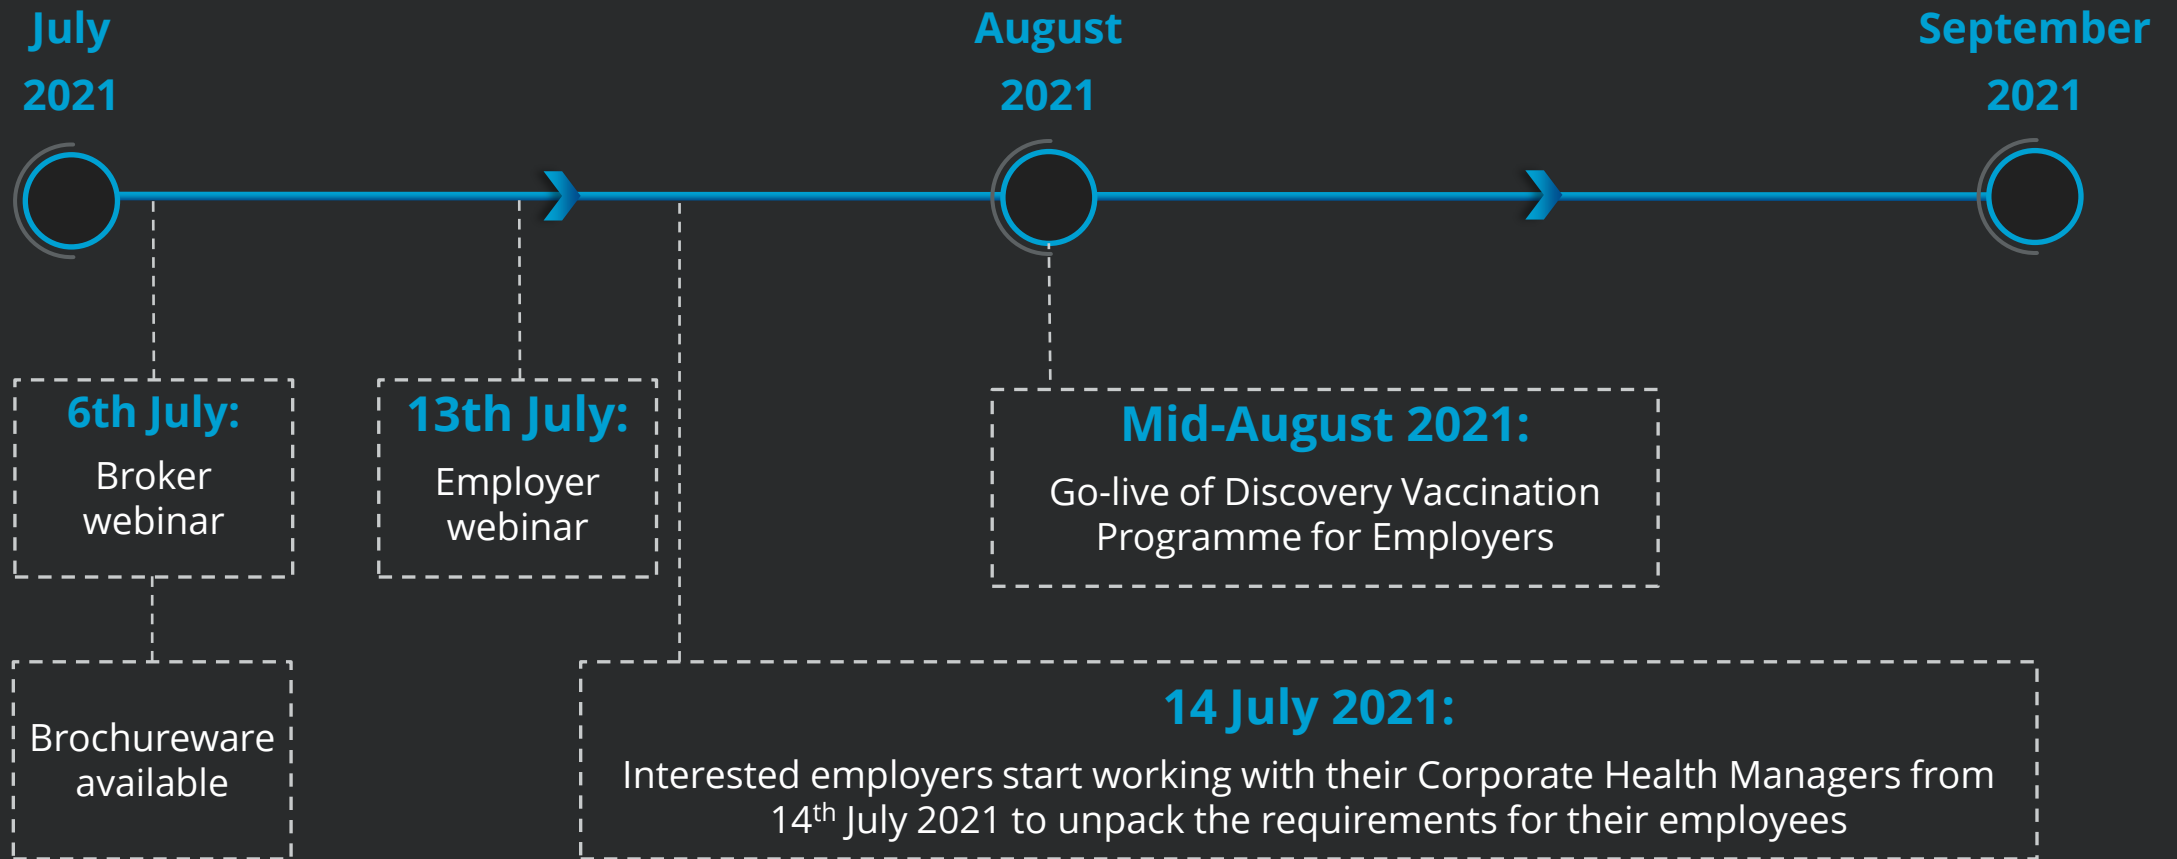 July
2021
August
2021
September
2021
6th July:
Broker
webinar
13th July:
Employer
webinar
Mid-August 2021:
Go-live of Discovery Vaccination
Programme for Employers
Brochureware
available
14 July 2021:
Interested employers start working with their Corporate Health Managers from
14th July 2021 to unpack the requirements for their employees